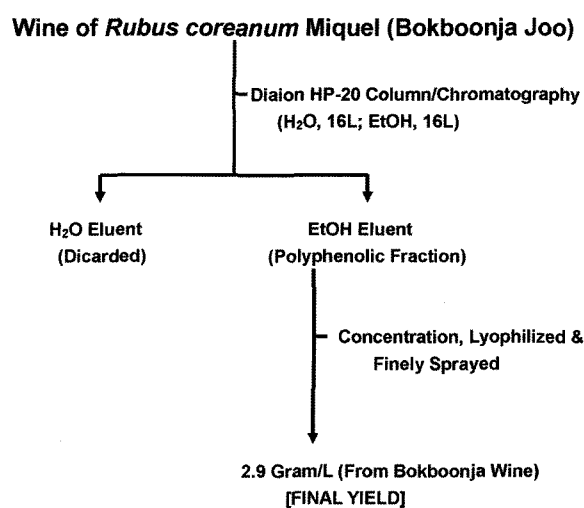 Wine of Rubus coreanum Miquel (Bokboonja Joo)
Diaion HP-20 Column/Chromatography
(H₂O, 16L; EtOH, 16L)
H₂O Eluent
(Dicarded)
EtOH Eluent
(Polyphenolic Fraction)
Concentration, Lyophilized &
Finely Sprayed
2.9 Gram/L (From Bokboonja Wine)
[FINAL YIELD]